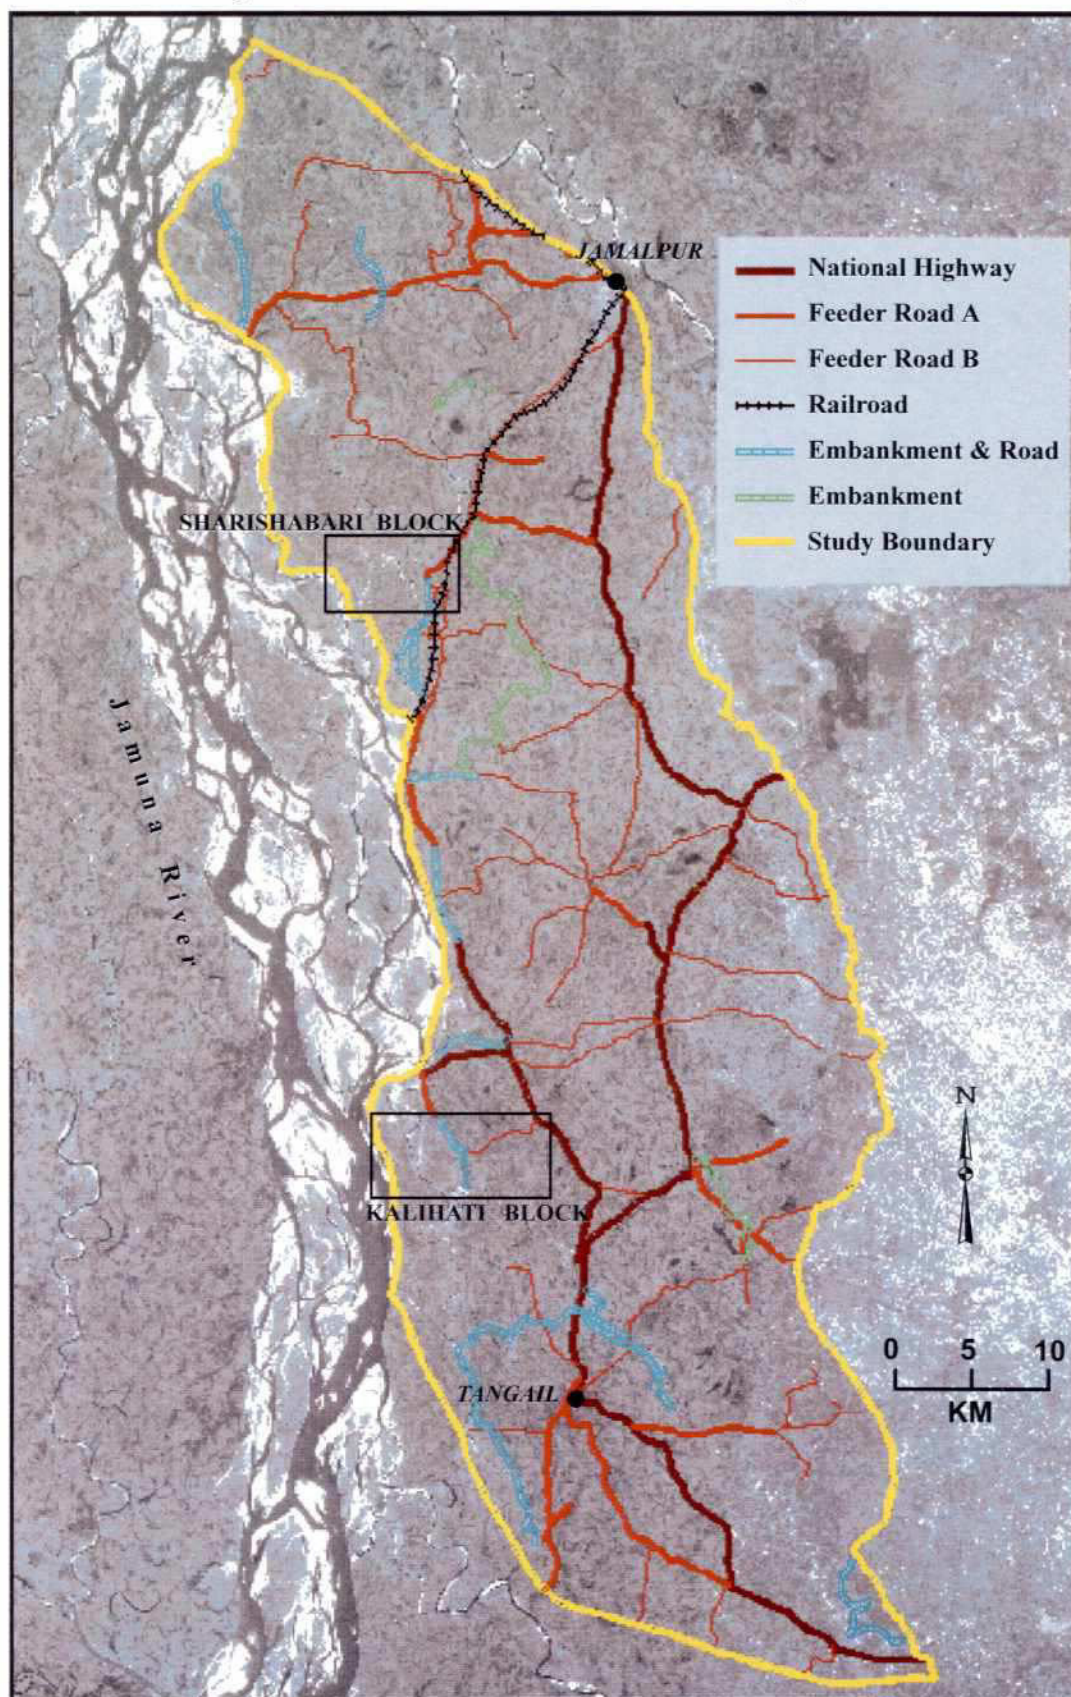 JAMALPUR
National Highway
Feeder Road A
Feeder Road B
Railroad
Embankment & Road
Embankment
Study Boundary
SHARISHABARI BLOCK
Jamuna River
N
KALIHATI BLOCK
0 5 10
KM
TANGAIL